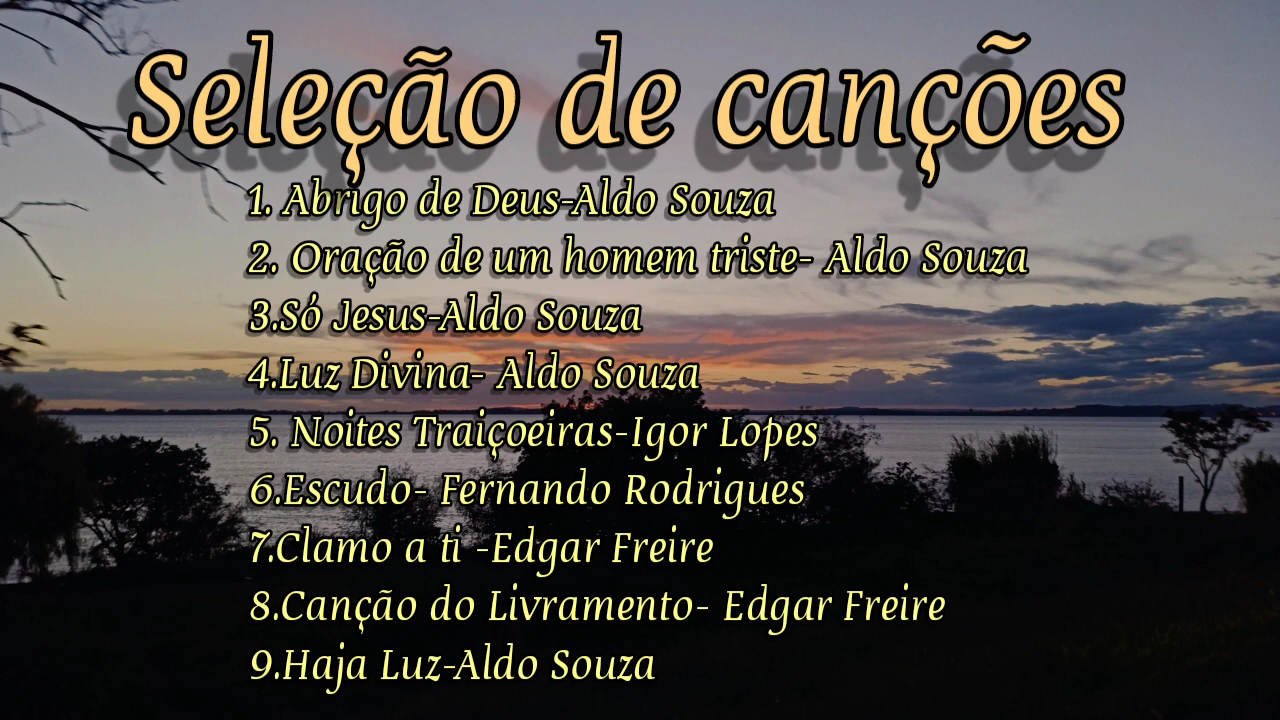 Seleção de canções
1. Abrigo de Deus-Aldo Souza
2. Oração de um homem triste- Aldo Souza
3.Só Jesus-Aldo Souza
4.Luz Divina- Aldo Souza
5. Noites Traiçoeiras-Igor Lopes
6.Escudo- Fernando Rodrigues
7.Clamo a ti -Edgar Freire
8.Canção do Livramento- Edgar Freire
9.Haja Luz-Aldo Souza